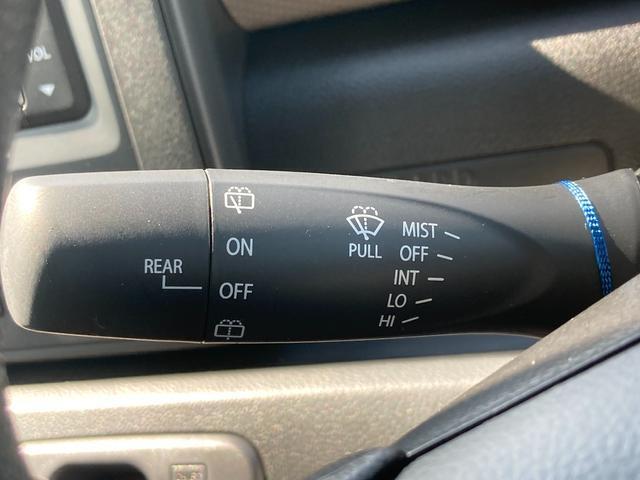 VOL
REAR
ON
OFF
PULL
MIST
OFF
INT
LO
HI